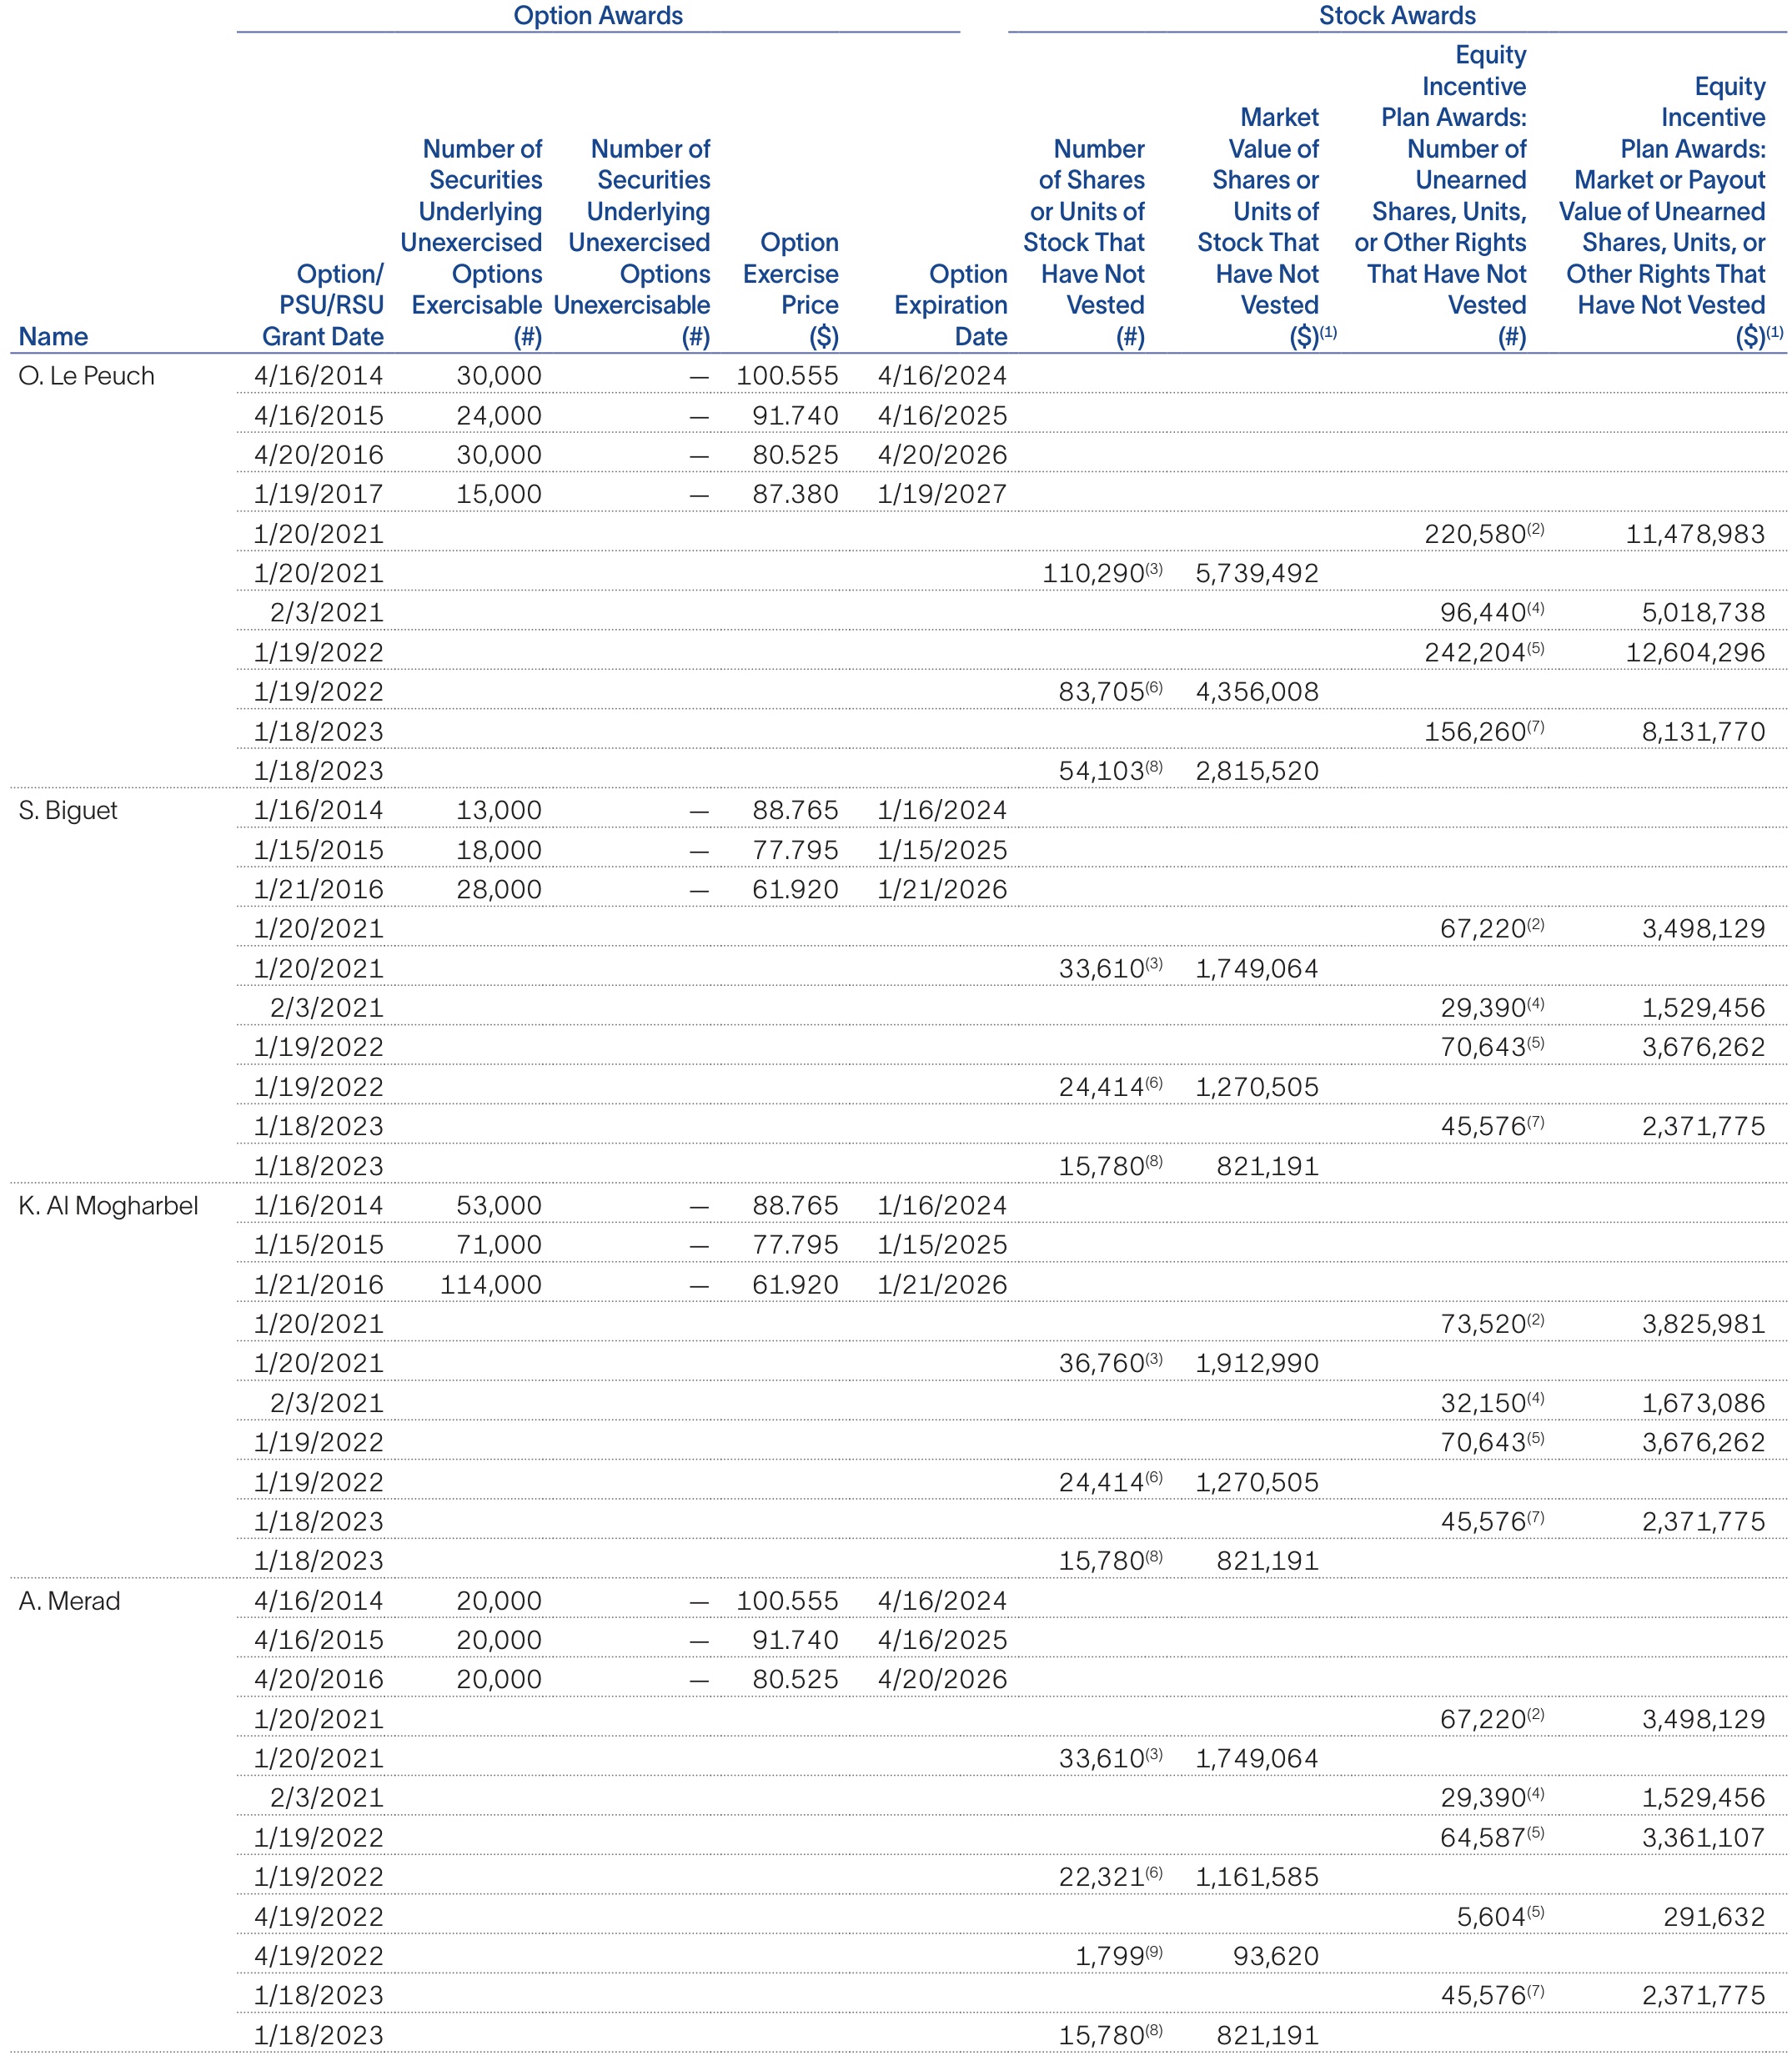 Option Awards Stock Awards
Name
Option/
PSU/RSU
Grant Date
Number of
Securities
Underlying
Unexercised
Options
Exercisable
(#)
Number of
Securities
Underlying
Unexercised
Options
Unexercisable
(#)
Option
Exercise
Price
($)
Option
Expiration
Date
Number
of Shares
or Units of
Stock That
Have Not
Vested
(#)
Market
Value of
Shares or
Units of
Stock That
Have Not
Vested
($)(1)
Equity
Incentive
Plan Awards:
Number of
Unearned
Shares, Units,
or Other Rights
That Have Not
Vested
(#)
Equity
Incentive
Plan Awards:
Market or Payout
Value of Unearned
Shares, Units, or
Other Rights That
Have Not Vested
($)(1)
O. Le Peuch 4/16/2014 30,000 — 100.555 4/16/2024
4/16/2015 24,000 — 91.740 4/16/2025
4/20/2016 30,000 — 80.525 4/20/2026
1/19/2017 15,000 — 87.380 1/19/2027
1/20/2021 220,580(2) 11,478,983
1/20/2021 110,290(3) 5,739,492
2/3/2021 96,440(4) 5,018,738
1/19/2022 242,204(5) 12,604,296
1/19/2022 83,705(6) 4,356,008
1/18/2023 156,260(7) 8,131,770
1/18/2023 54,103(8) 2,815,520
S. Biguet 1/16/2014 13,000 — 88.765 1/16/2024
1/15/2015 18,000 — 77.795 1/15/2025
1/21/2016 28,000 — 61.920 1/21/2026
1/20/2021 67,220(2) 3,498,129
1/20/2021 33,610(3) 1,749,064
2/3/2021 29,390(4) 1,529,456
1/19/2022 70,643(5) 3,676,262
1/19/2022 24,414(6) 1,270,505
1/18/2023 45,576(7) 2,371,775
1/18/2023 15,780(8) 821,191
K. Al Mogharbel 1/16/2014 53,000 — 88.765 1/16/2024
1/15/2015 71,000 — 77.795 1/15/2025
1/21/2016 114,000 — 61.920 1/21/2026
1/20/2021 73,520(2) 3,825,981
1/20/2021 36,760(3) 1,912,990
2/3/2021 32,150(4) 1,673,086
1/19/2022 70,643(5) 3,676,262
1/19/2022 24,414(6) 1,270,505
1/18/2023 45,576(7) 2,371,775
1/18/2023 15,780(8) 821,191
A. Merad 4/16/2014 20,000 — 100.555 4/16/2024
4/16/2015 20,000 — 91.740 4/16/2025
4/20/2016 20,000 — 80.525 4/20/2026
1/20/2021 67,220(2) 3,498,129
1/20/2021 33,610(3) 1,749,064
2/3/2021 29,390(4) 1,529,456
1/19/2022 64,587(5) 3,361,107
1/19/2022 22,321(6) 1,161,585
4/19/2022 5,604(5) 291,632
4/19/2022 1,799(9) 93,620
1/18/2023 45,576(7) 2,371,775
1/18/2023 15,780(8) 821,191